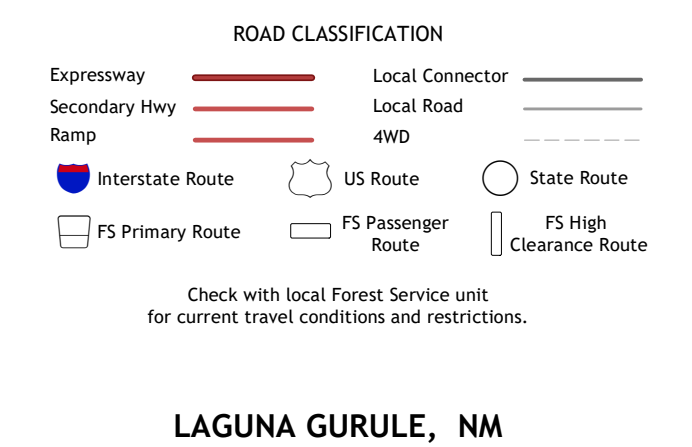 ROAD CLASSIFICATION
Expressway
Local Connector
Secondary Hwy
Local Road
Ramp
4WD
Interstate Route
US Route
State Route
FS Primary Route
FS Passenger
Route
FS High
Clearance Route
Check with local Forest Service unit
for current travel conditions and restrictions.
LAGUNA GURULE, NM